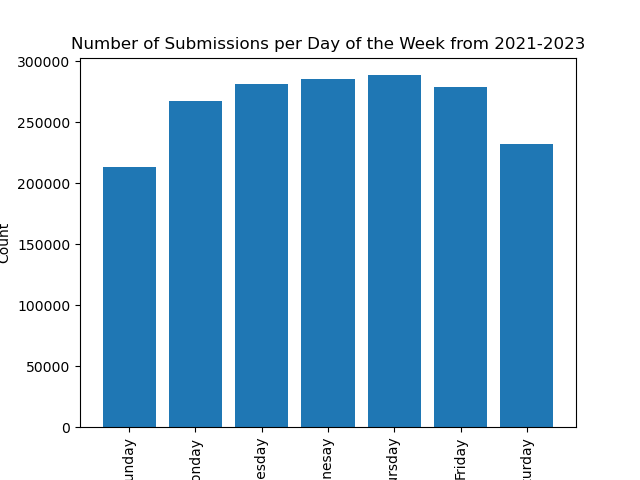 Number of Submissions per Day of the Week from 2021-2023
300000
250000
200000
150000
100000
50000
0
Count
unday
onday
esday
nesay
ursday
Friday
urday